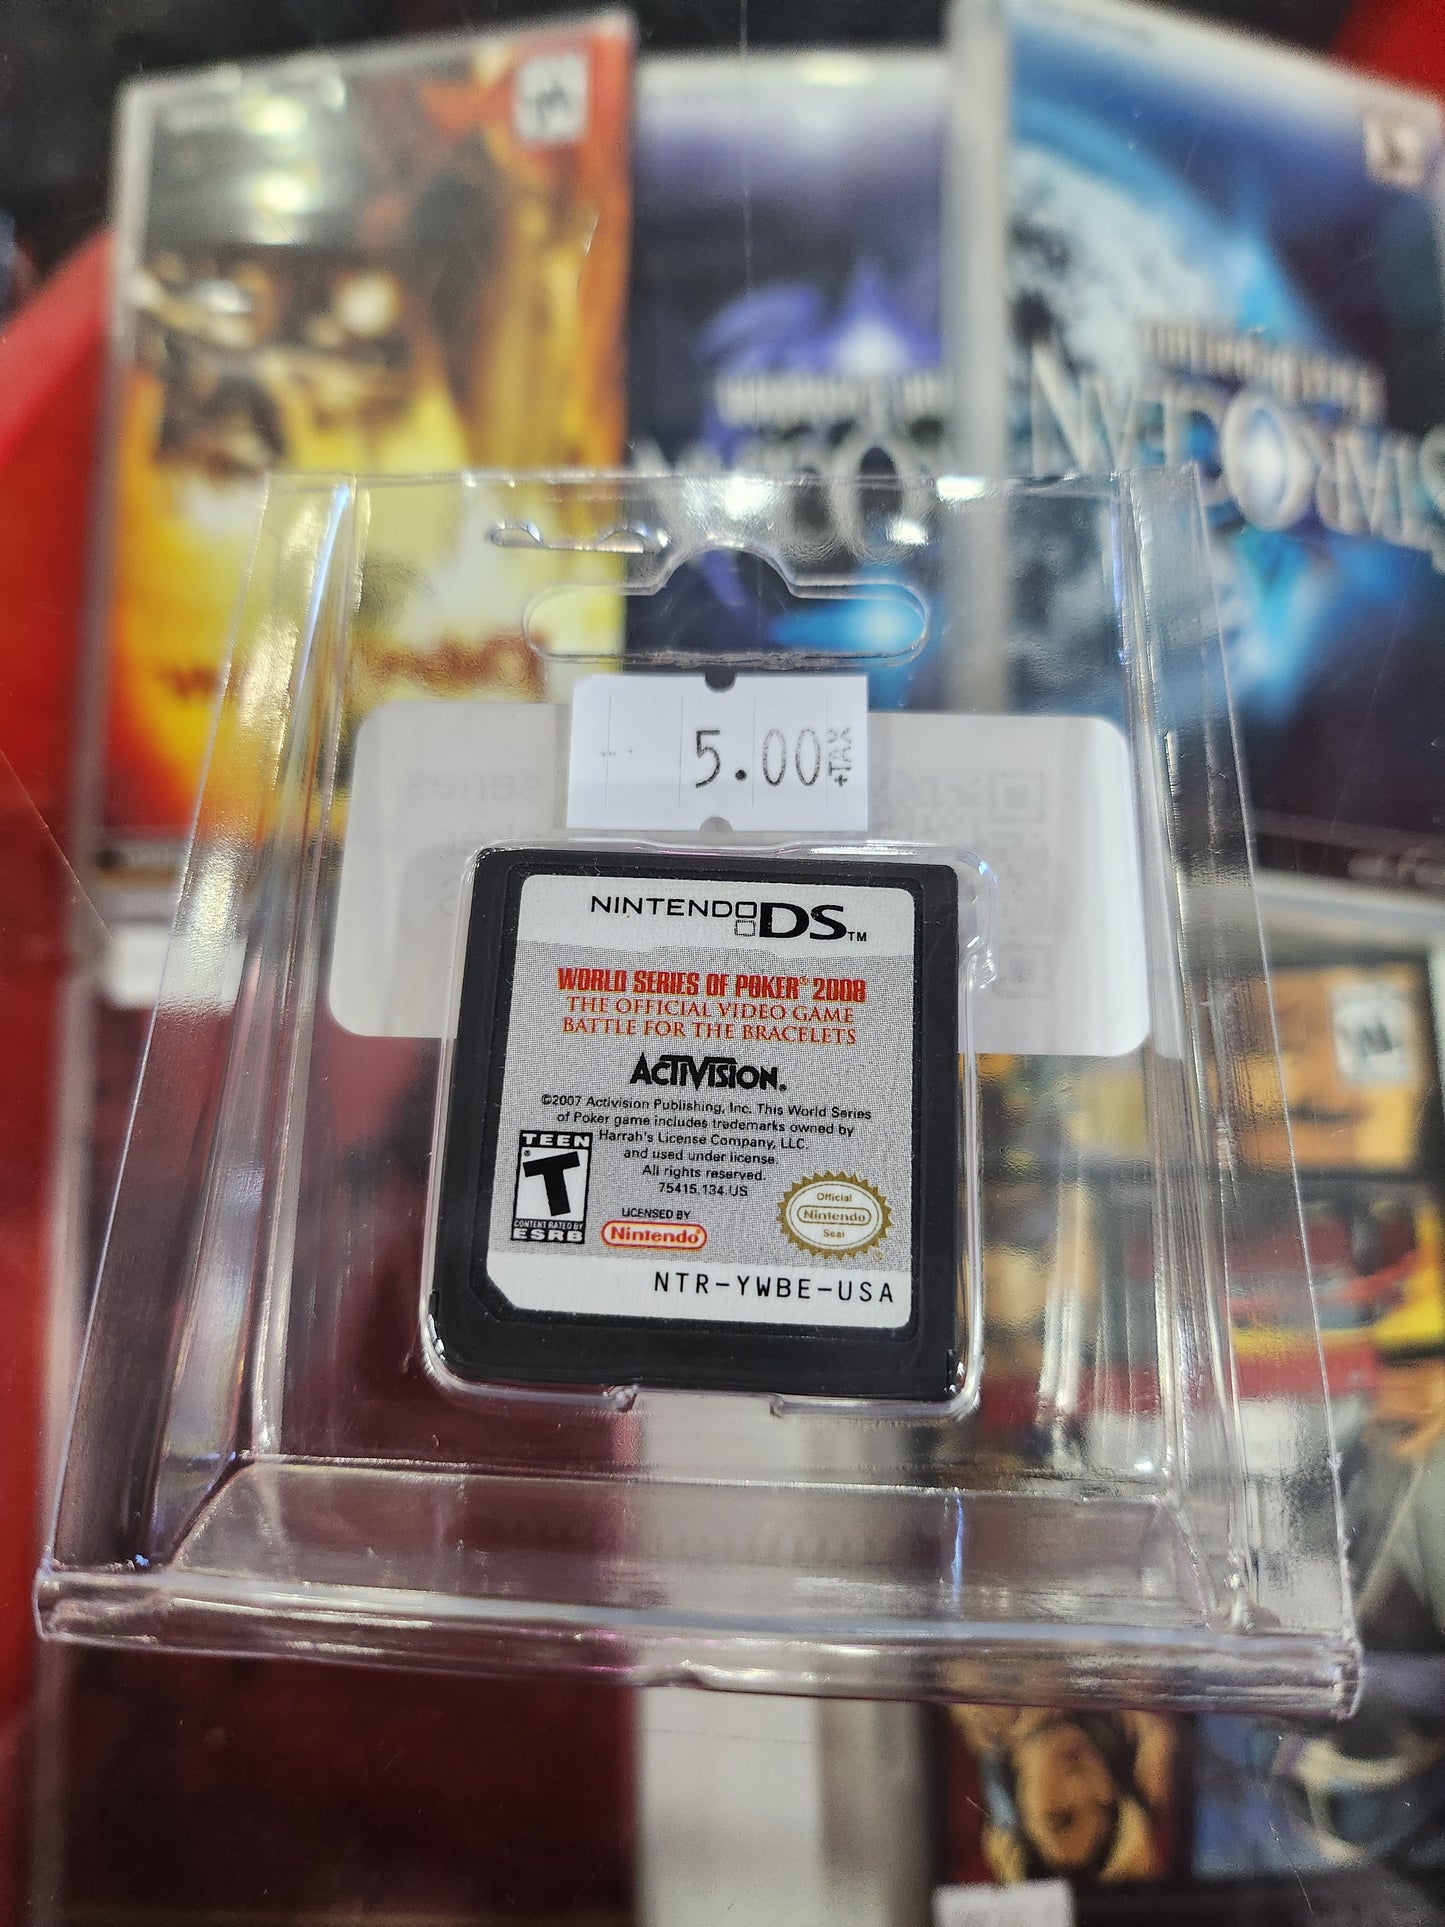 5.00
+TAX
NINTENDO DS™
WORLD SERIES OF POKER® 2008
THE OFFICIAL VIDEO GAME
BATTLE FOR THE BRACELETS
ACTIVISION.
©2007 Activision Publishing, Inc. This World Series
of Poker game includes trademarks owned by
Harrah's License Company, LLC.
and used under license.
All rights reserved.
75415.134.US
TEEN
T
CONTENT RATED BY
ESRB
LICENSED BY
Nintendo®
Official
Nintendo
Seal
NTR-YWBE-USA